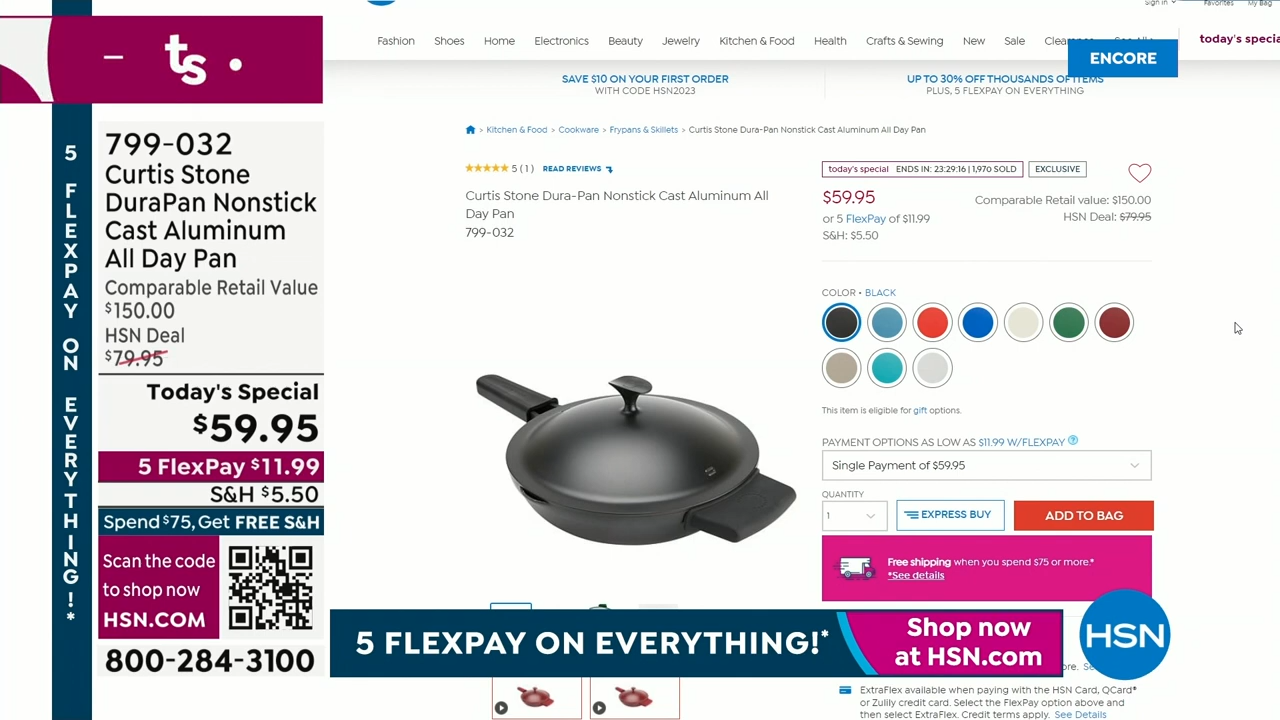 ts
5 FLEXPAY ON EVERYTHING!*
799-032
Curtis Stone
DuraPan Nonstick
Cast Aluminum
All Day Pan
Comparable Retail Value
$150.00
HSN Deal
$79.95
Today's Special
$59.95
5 FlexPay $11.99
S&H $5.50
Spend $75, Get FREE S&H
Scan the code
to shop now
HSN.COM
800-284-3100
Sign In
Favorites
My Bag
Fashion
Shoes
Home
Electronics
Beauty
Jewelry
Kitchen & Food
Health
Crafts & Sewing
New
Sale
today's specia
ENCORE
SAVE $10 ON YOUR FIRST ORDER
WITH CODE HSN2023
UP TO 30% OFF THOUSANDS OF ITEMS
PLUS, 5 FLEXPAY ON EVERYTHING
> Kitchen & Food > Cookware > Frypans & Skillets > Curtis Stone Dura-Pan Nonstick Cast Aluminum All Day Pan
5 ( 1 ) READ REVIEWS
Curtis Stone Dura-Pan Nonstick Cast Aluminum All
Day Pan
799-032
today's special ENDS IN: 23:29:16 | 1,970 SOLD
EXCLUSIVE
$59.95
or 5 FlexPay of $11.99
S&H: $5.50
Comparable Retail value: $150.00
HSN Deal: $79.95
COLOR • BLACK
This item is eligible for gift options.
PAYMENT OPTIONS AS LOW AS $11.99 W/FLEXPAY ?
Single Payment of $59.95
QUANTITY
1
EXPRESS BUY
ADD TO BAG
Free shipping when you spend $75 or more.*
*See details
5 FLEXPAY ON EVERYTHING!*
Shop now
at HSN.com
HSN
ExtraFlex available when paying with the HSN Card, QCard®
or Zulily credit card. Select the FlexPay option above and
then select ExtraFlex. Credit terms apply. See Details